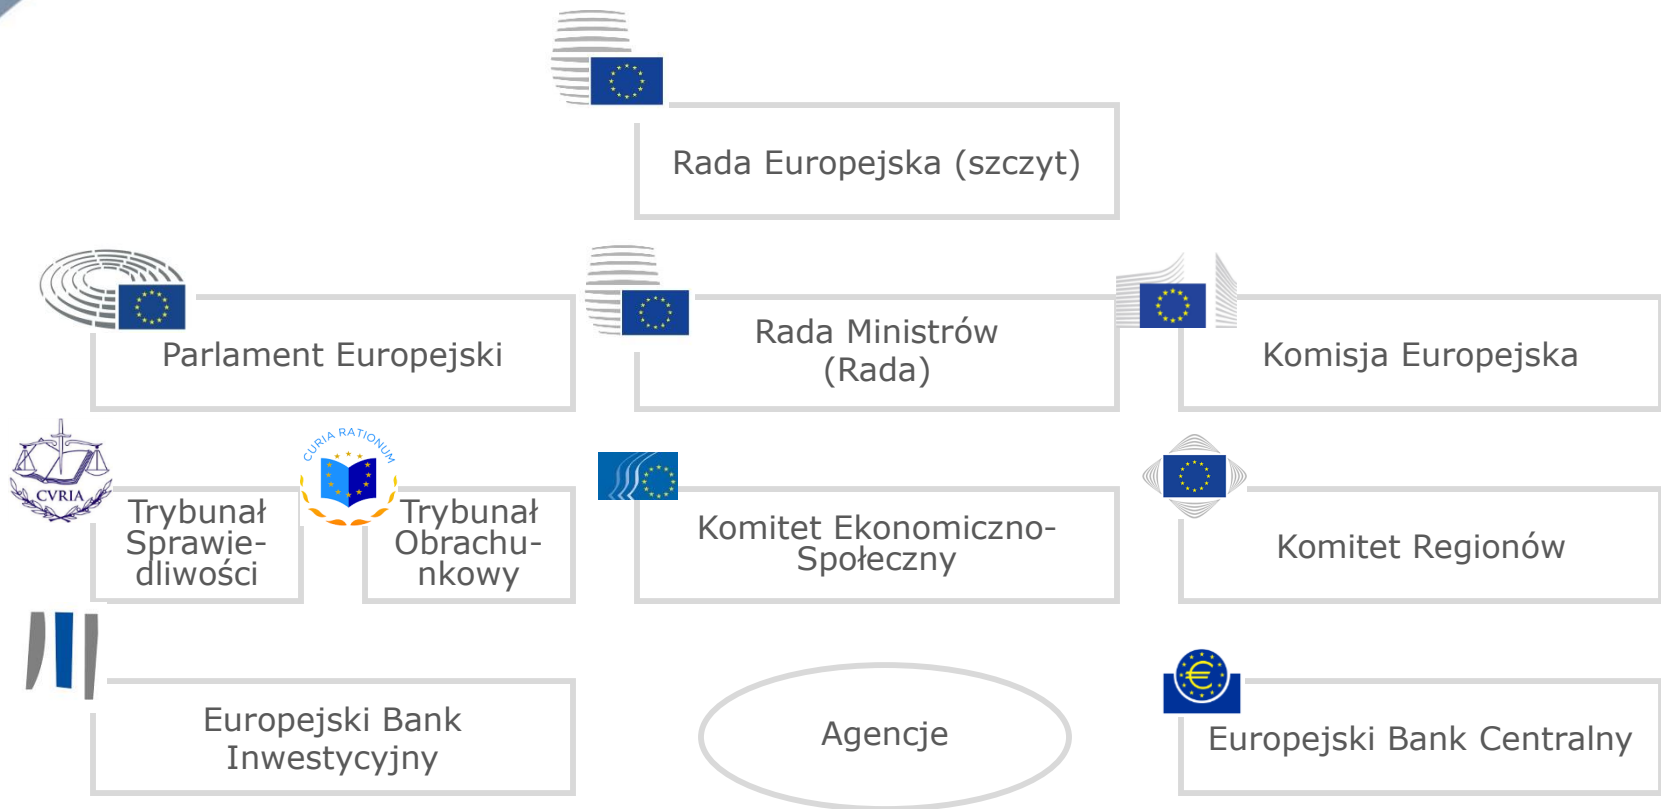 Rada Europejska (szczyt)
Parlament Europejski
Rada Ministrów
(Rada)
Komisja Europejska
CVRIA
Trybunał
Sprawie-
dliwości
CURIA RATIONUM
Trybunał
Obrachu-
nkowy
Komitet Ekonomiczno-
Społeczny
Komitet Regionów
Europejski Bank
Inwestycyjny
Agencje
€
Europejski Bank Centralny